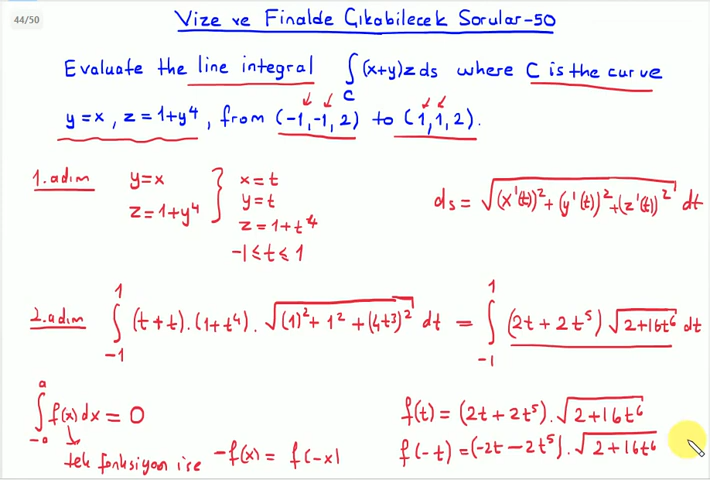 44/50
Vize ve Finalde Çıkabilecek Sorular-50
Evaluate the line integral ∫_C (x+y)z ds where C is the curve
y=x, z=1+y⁴, from (-1,-1,2) to (1,1,2).
1.adım y=x
z=1+y⁴
} x=t
y=t
z=1+t⁴
-1≤t≤1
ds = √((x'(t))²+(y'(t))²+(z'(t))²) dt
2.adım ∫_{-1}^{1} (t+t).(1+t⁴).√((1)²+1²+(4t³)²) dt = ∫_{-1}^{1} (2t+2t⁵)√(2+16t⁶) dt
∫_{-a}^{a} f(x)dx = 0
tek fonksiyon ise -f(x) = f(-x)
f(t) = (2t+2t⁵).√(2+16t⁶)
f(-t) = (-2t-2t⁵).√(2+16t⁶)